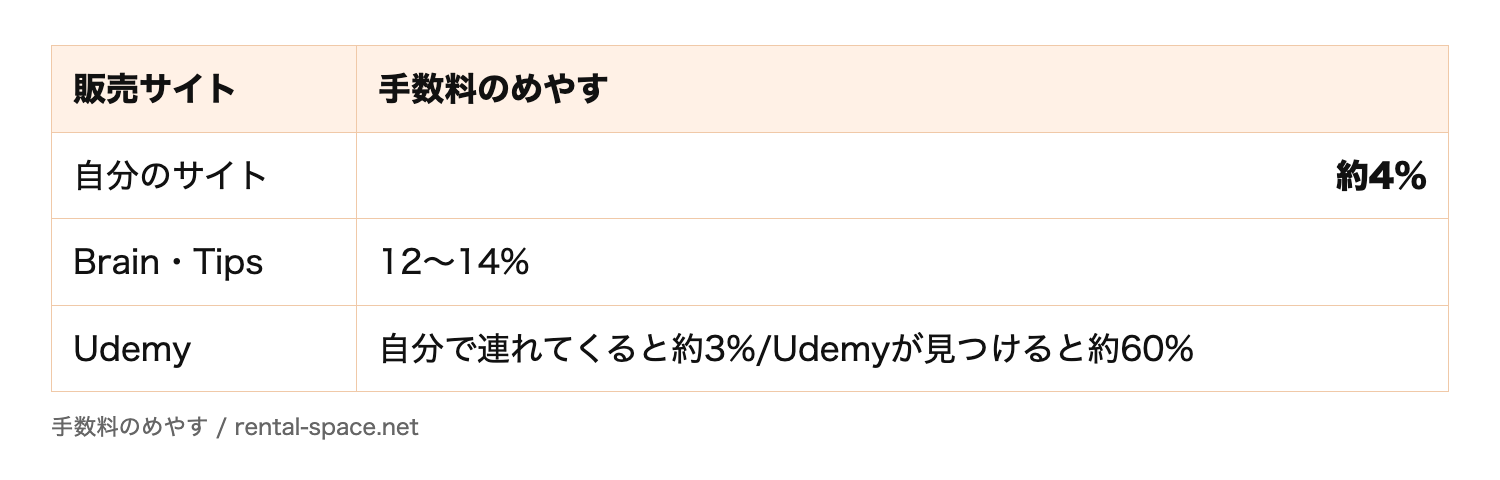 販売サイト 手数料のめやす
自分のサイト 約4%
Brain・Tips 12〜14%
Udemy 自分で連れてくると約3%/Udemyが見つけると約60%
手数料のめやす / rental-space.net